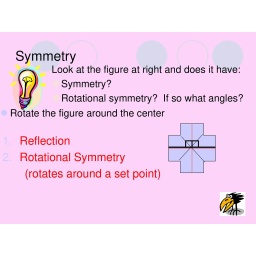 Symmetry
Look at the figure at right and does it have:
Symmetry?
Rotational symmetry? If so what angles?
Rotate the figure around the center
1. Reflection
2. Rotational Symmetry
(rotates around a set point)